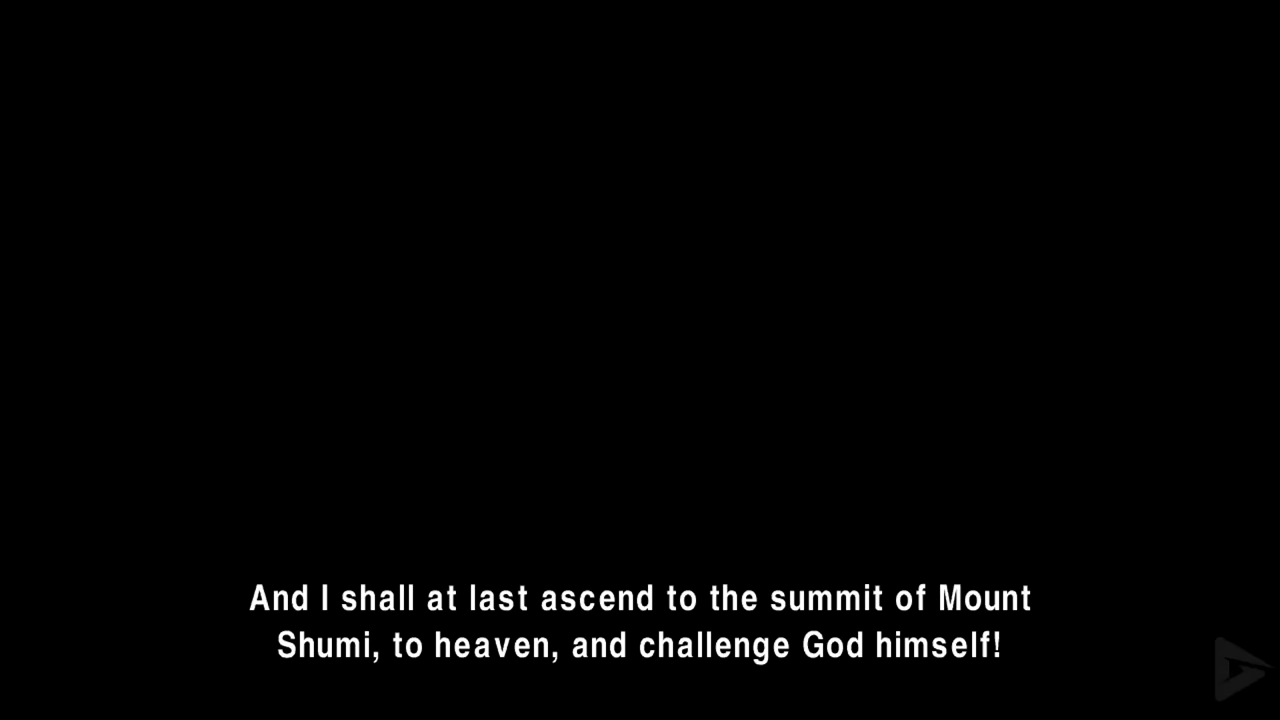 And I shall at last ascend to the summit of Mount
Shumi, to heaven, and challenge God himself!